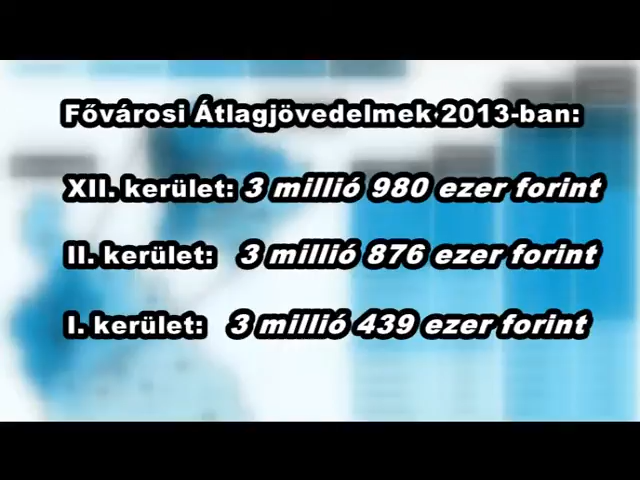 Fővárosi Átlagjövedelmek 2013-ban:
XII. kerület: 3 millió 980 ezer forint
II. kerület: 3 millió 876 ezer forint
I. kerület: 3 millió 439 ezer forint